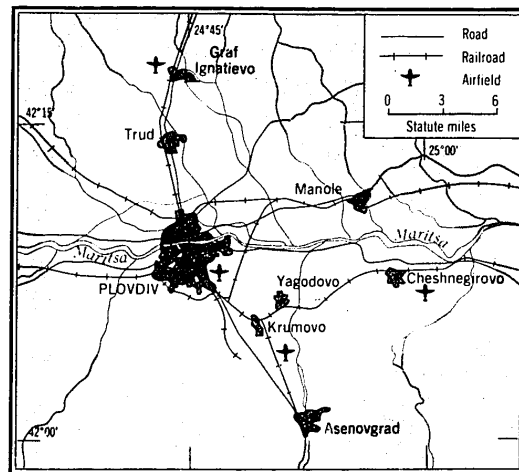 24°45'
Graf
Ignatievo
Road
Railroad
Airfield
0 3 6
Statute miles
42°15'
Trud
25°00'
Manole
Maritsa
Maritsa
PLOVDIV
Yagodovo
Cheshnegirovo
Krumovo
Asenovgrad
42°00'